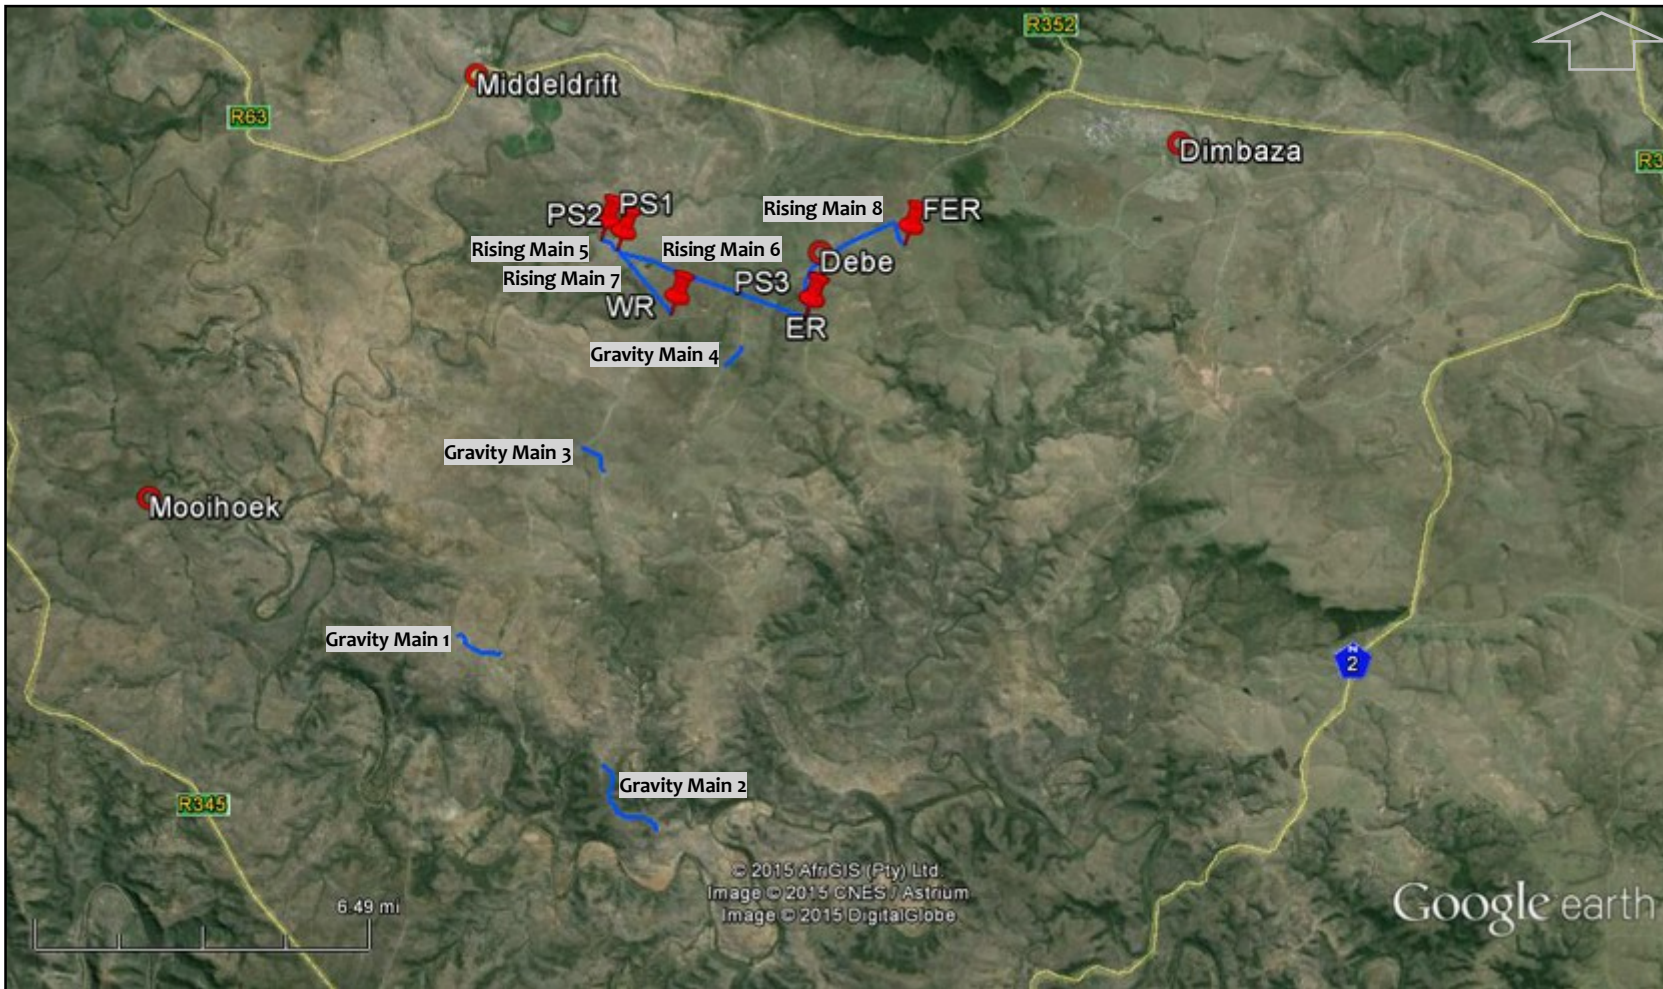 R352
Middeldrift
R63
Dimbaza
R3
PS2
PS1
Rising Main 8
FER
Rising Main 5
Rising Main 6
Debe
Rising Main 7
PS3
WR
ER
Gravity Main 4
Gravity Main 3
Mooihoek
Gravity Main 1
N
2
Gravity Main 2
R345
© 2015 AfriGIS (Pty) Ltd.
Image © 2015 CNES / Astrium
Image © 2015 DigitalGlobe
Google earth
6.49 mi